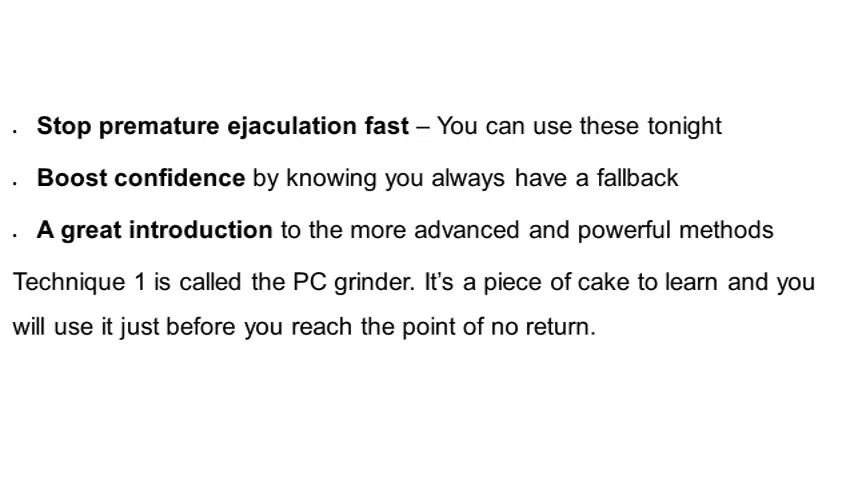 . Stop premature ejaculation fast – You can use these tonight
. Boost confidence by knowing you always have a fallback
. A great introduction to the more advanced and powerful methods
Technique 1 is called the PC grinder. It’s a piece of cake to learn and you
will use it just before you reach the point of no return.